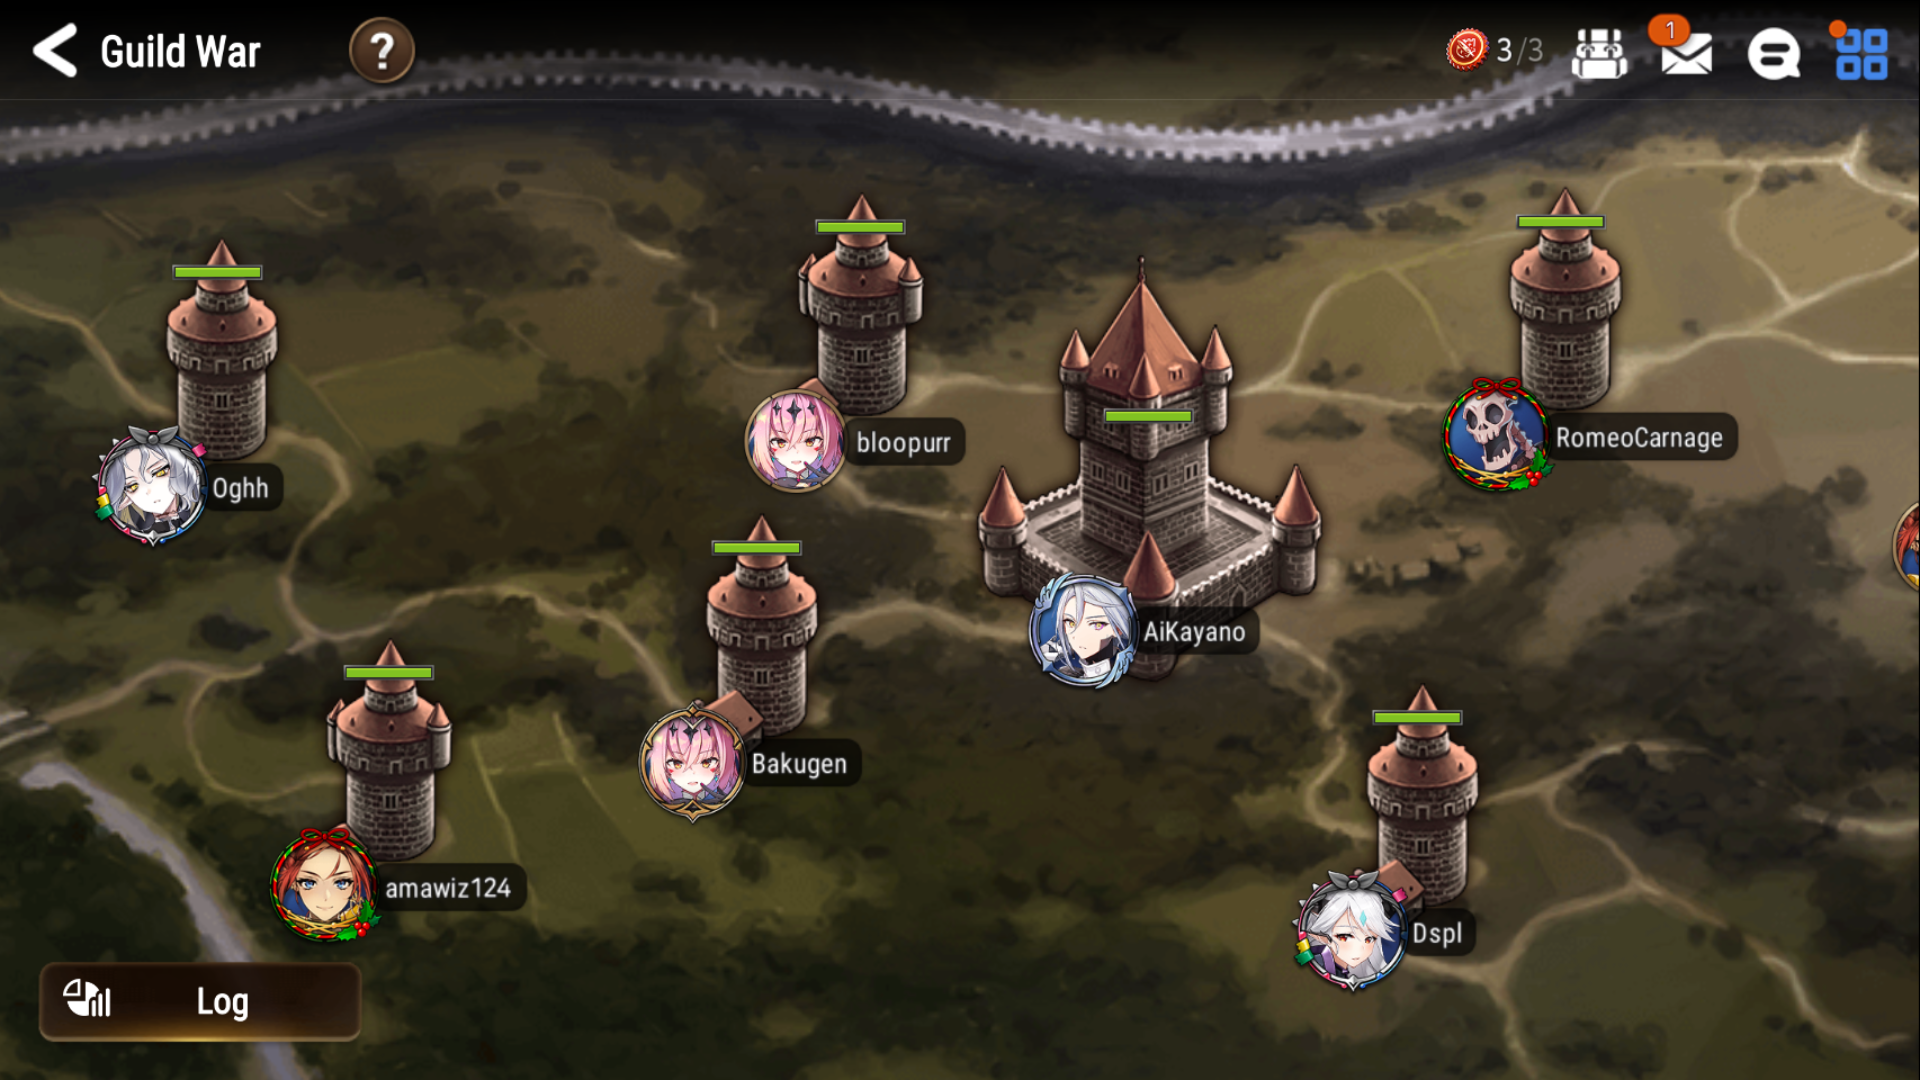 Guild War
?
3/3
1
bloopurr
RomeoCarnage
Oghh
AiKayano
Bakugen
amawiz124
Dspl
Log